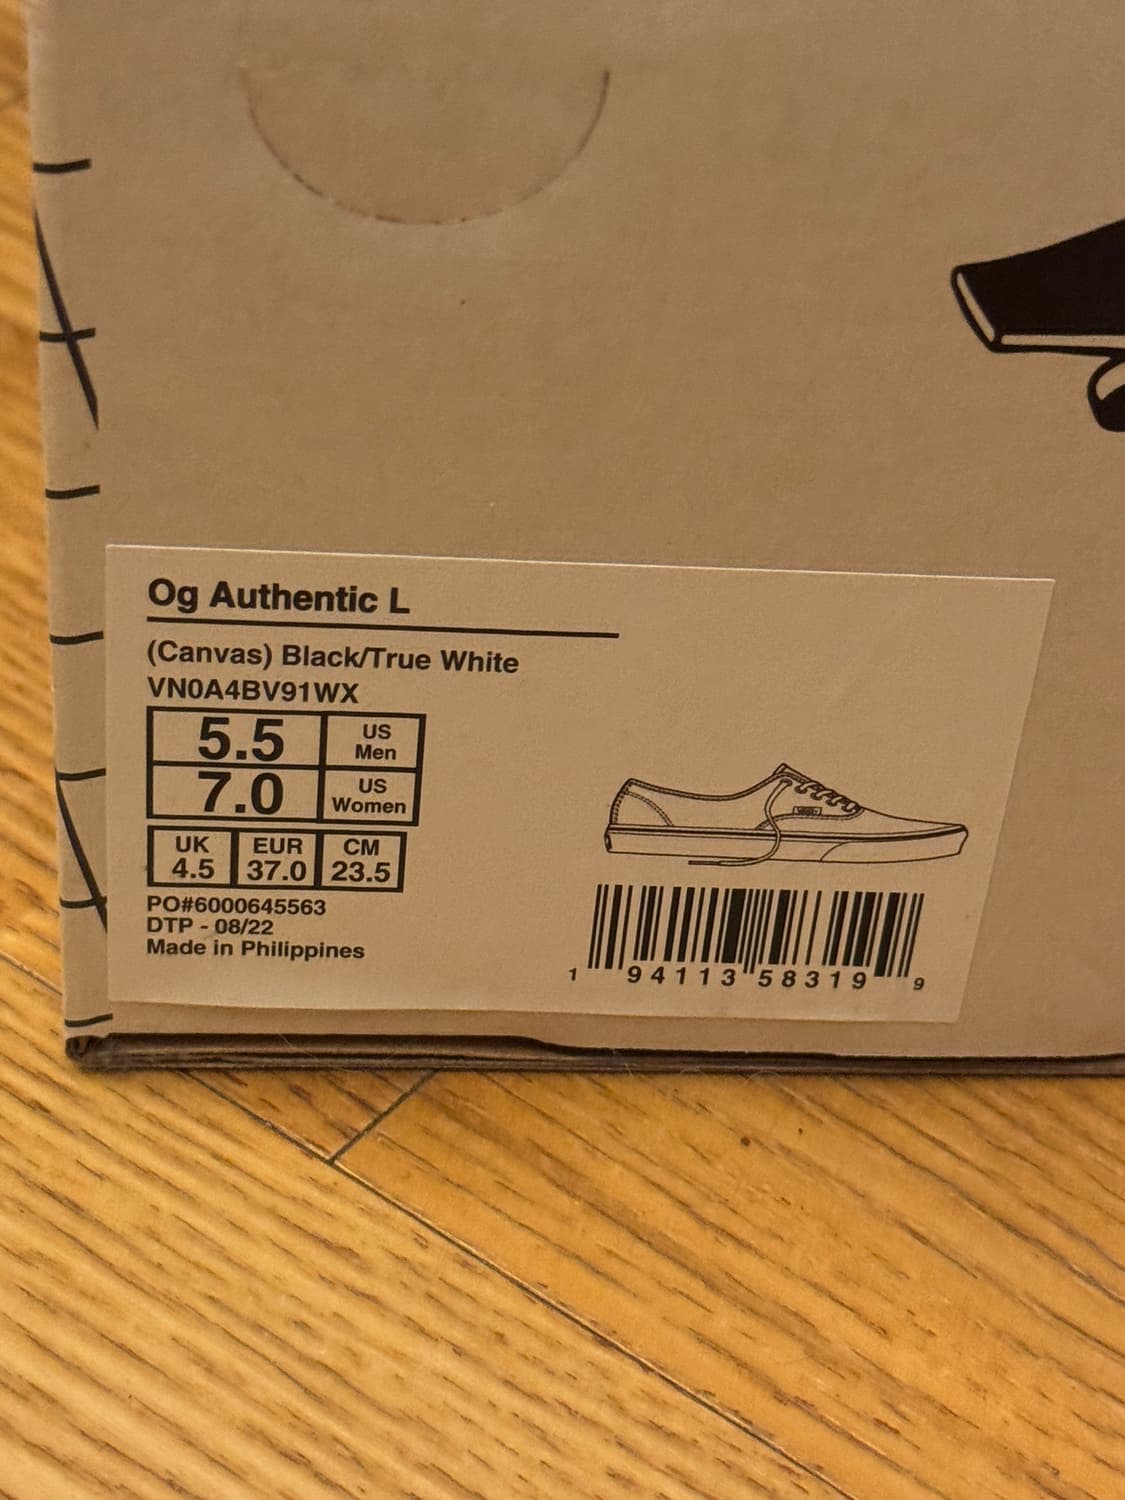 Og Authentic L
(Canvas) Black/True White
VN0A4BV91WX
5.5 US Men
7.0 US Women
UK EUR CM
4.5 37.0 23.5
PO#6000645563
DTP - 08/22
Made in Philippines
1 94113 58319 9